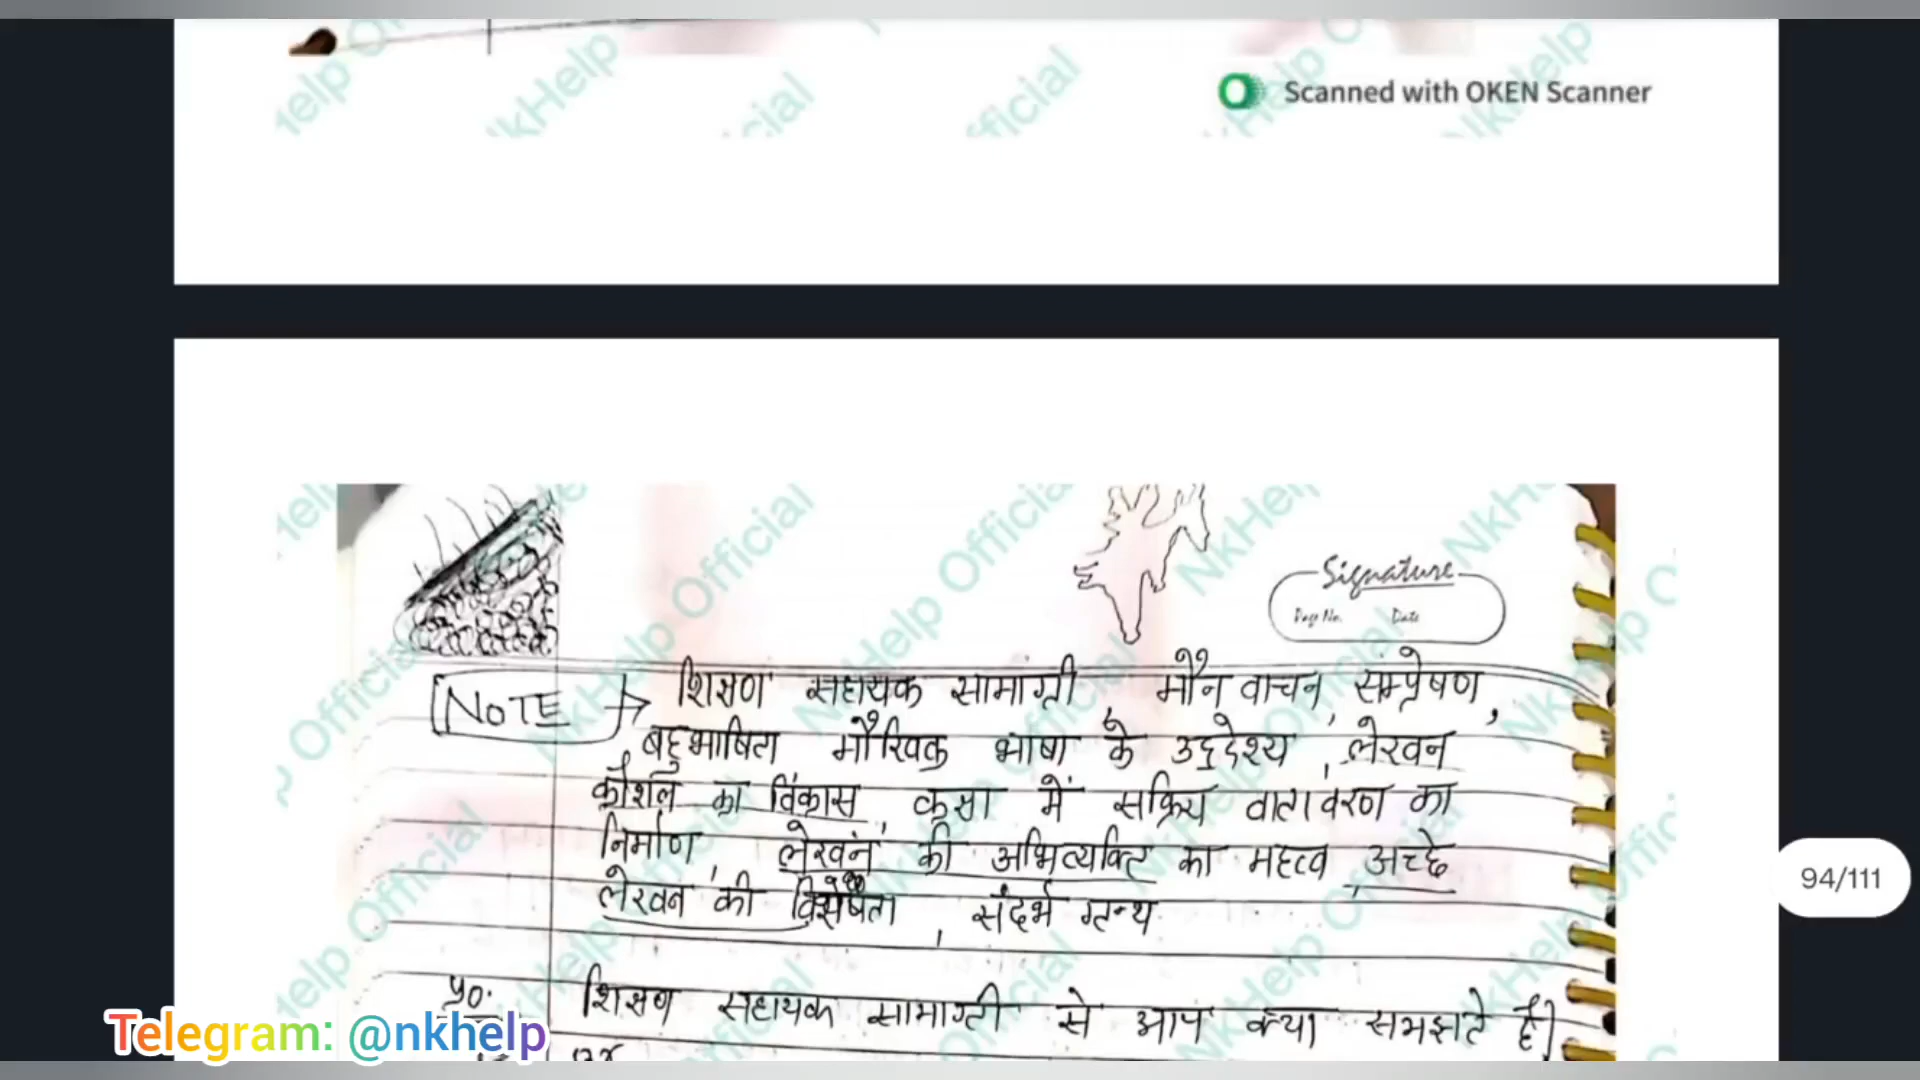 Scanned with OKEN Scanner
Signature
Page No. Date
NOTE → शिक्षण सहायक सामाग्री, मौन वाचन, सम्प्रेषण,
बहुभाषिता मौखिक भाषा के उद्देश्य, लेखन
कौशल का विकास, कक्षा में सक्रिय वातावरण का
निर्माण, लेखन की अभिव्यक्ति का महत्व, अच्छे
लेखन की विशेषता, संदर्भ ग्रन्थ
94/111
प्र०. शिक्षण सहायक सामाग्री से आप क्या समझते है।
Telegram: @nkhelp
NkHelp Official